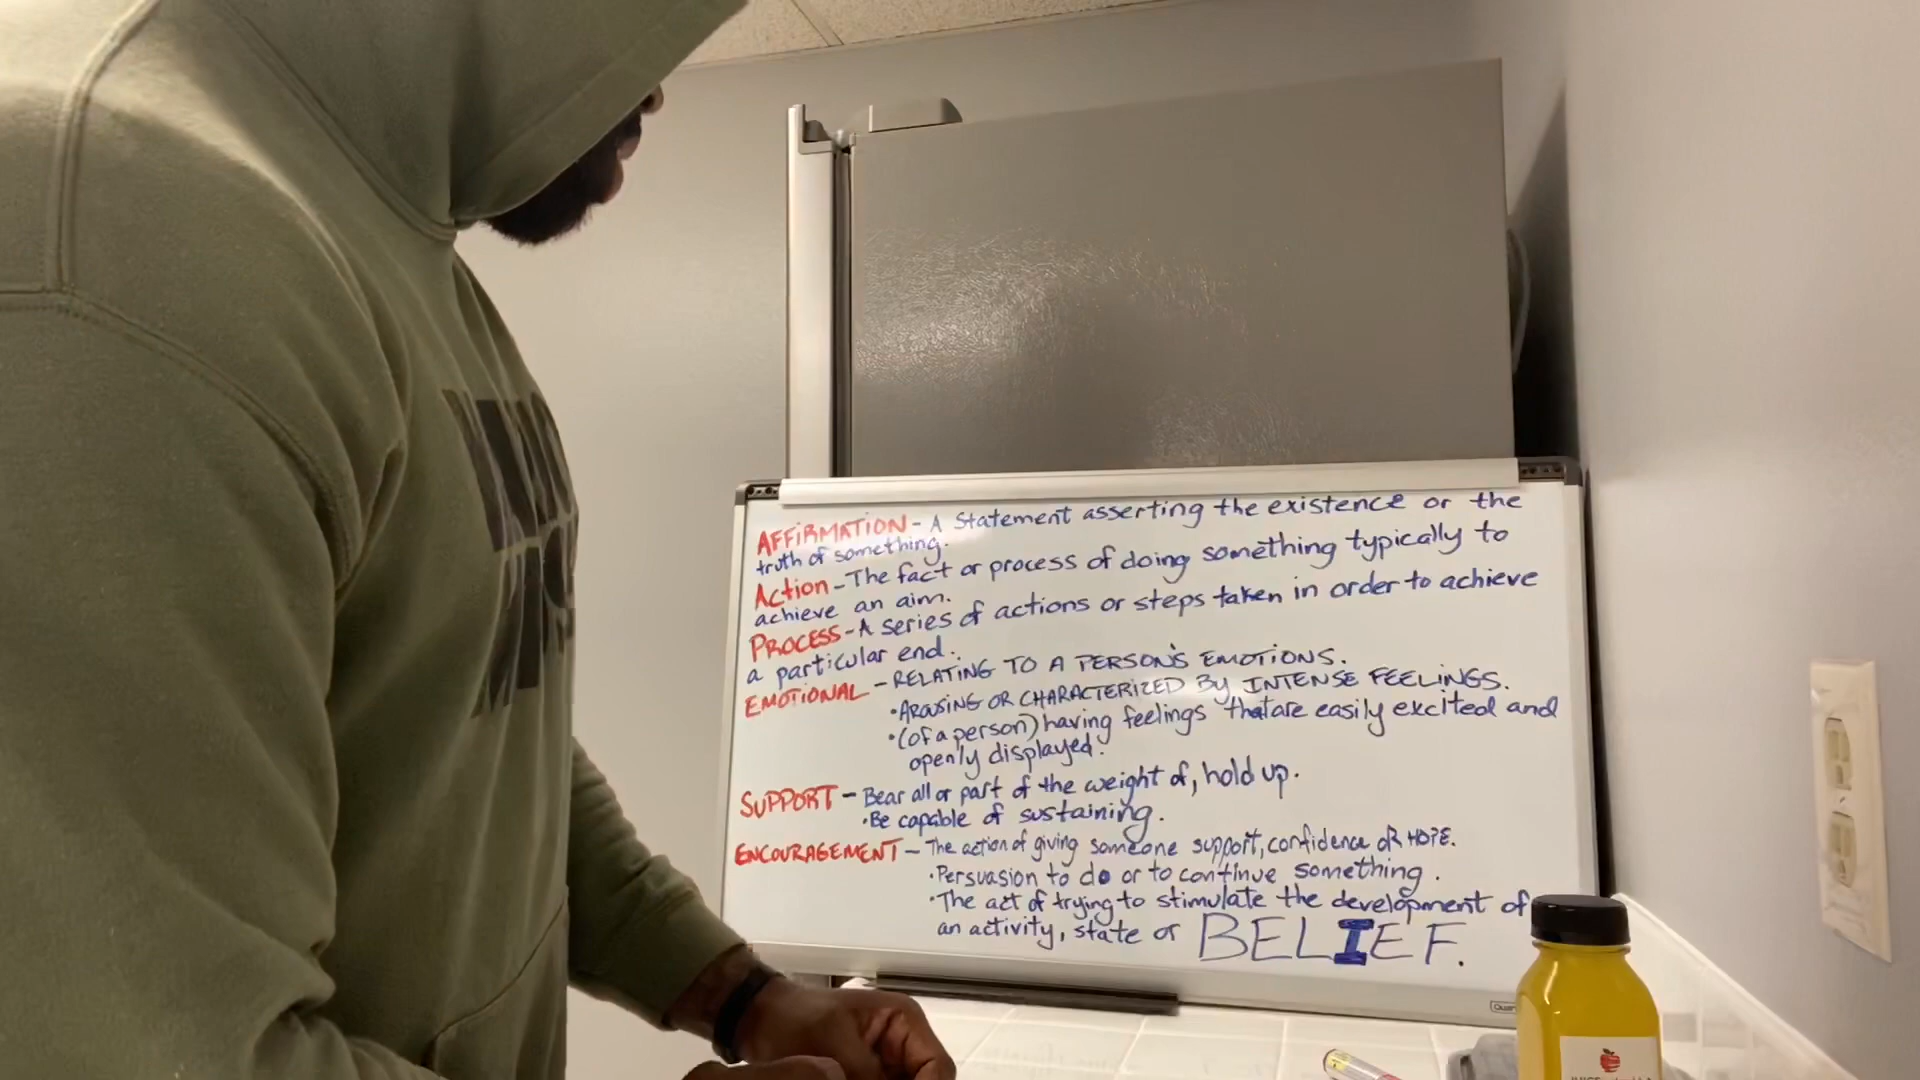 AFFIRMATION - A statement asserting the existence or the
truth of something.
Action - The fact or process of doing something typically to
achieve an aim.
PROCESS - A series of actions or steps taken in order to achieve
a particular end.
EMOTIONAL - RELATING TO A PERSON'S EMOTIONS.
• AROUSING OR CHARACTERIZED BY INTENSE FEELINGS.
• (of a person) having feelings that are easily excited and
openly displayed.
SUPPORT - Bear all or part of the weight of, hold up.
• Be capable of sustaining.
ENCOURAGEMENT - The action of giving someone support, confidence OR HOPE.
• Persuasion to do or to continue something.
• The act of trying to stimulate the development of
an activity, state or BELIEF.